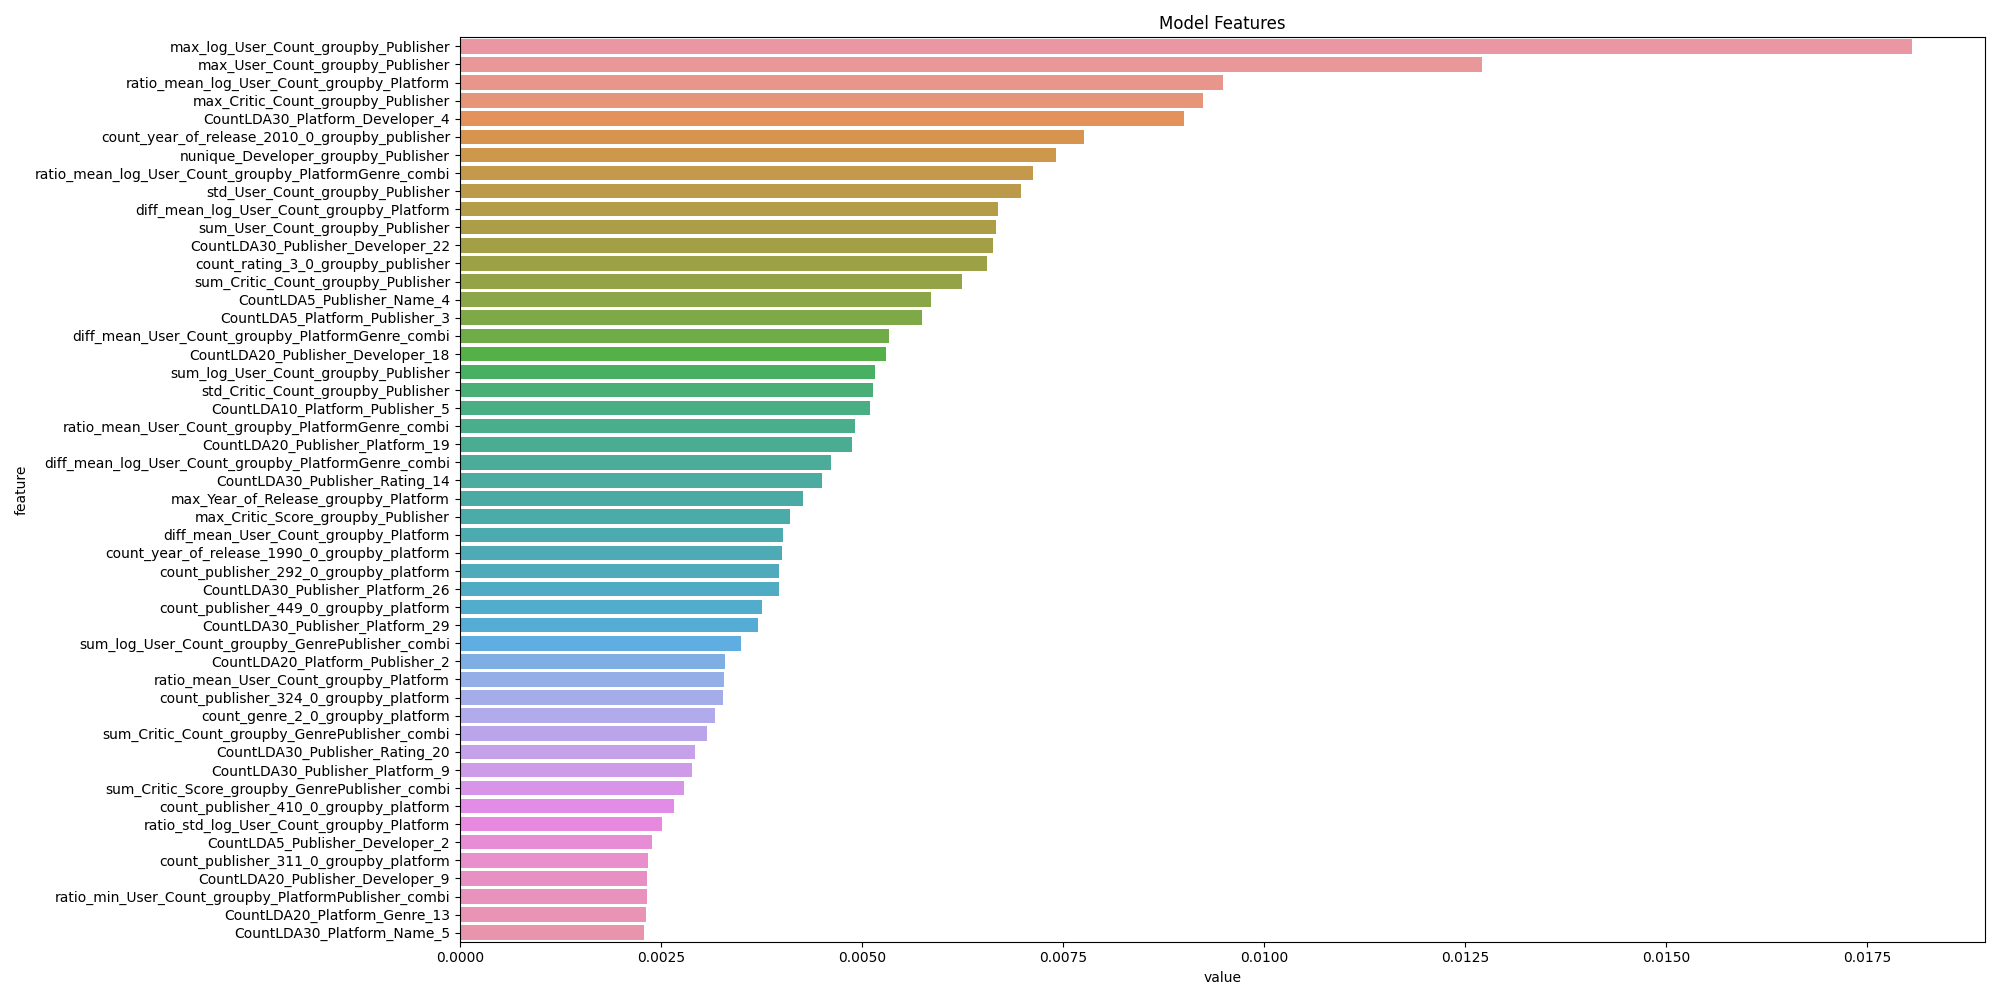 Model Features
max_log_User_Count_groupby_Publisher
max_User_Count_groupby_Publisher
ratio_mean_log_User_Count_groupby_Platform
max_Critic_Count_groupby_Publisher
CountLDA30_Platform_Developer_4
count_year_of_release_2010_0_groupby_publisher
nunique_Developer_groupby_Publisher
ratio_mean_log_User_Count_groupby_PlatformGenre_combi
std_User_Count_groupby_Publisher
diff_mean_log_User_Count_groupby_Platform
sum_User_Count_groupby_Publisher
CountLDA30_Publisher_Developer_22
count_rating_3_0_groupby_publisher
sum_Critic_Count_groupby_Publisher
CountLDA5_Publisher_Name_4
CountLDA5_Platform_Publisher_3
diff_mean_User_Count_groupby_PlatformGenre_combi
CountLDA20_Publisher_Developer_18
sum_log_User_Count_groupby_Publisher
std_Critic_Count_groupby_Publisher
CountLDA10_Platform_Publisher_5
ratio_mean_User_Count_groupby_PlatformGenre_combi
CountLDA20_Publisher_Platform_19
diff_mean_log_User_Count_groupby_PlatformGenre_combi
CountLDA30_Publisher_Rating_14
max_Year_of_Release_groupby_Platform
max_Critic_Score_groupby_Publisher
diff_mean_User_Count_groupby_Platform
count_year_of_release_1990_0_groupby_platform
count_publisher_292_0_groupby_platform
CountLDA30_Publisher_Platform_26
count_publisher_449_0_groupby_platform
CountLDA30_Publisher_Platform_29
sum_log_User_Count_groupby_GenrePublisher_combi
CountLDA20_Platform_Publisher_2
ratio_mean_User_Count_groupby_Platform
count_publisher_324_0_groupby_platform
count_genre_2_0_groupby_platform
sum_Critic_Count_groupby_GenrePublisher_combi
CountLDA30_Publisher_Rating_20
CountLDA30_Publisher_Platform_9
sum_Critic_Score_groupby_GenrePublisher_combi
count_publisher_410_0_groupby_platform
ratio_std_log_User_Count_groupby_Platform
CountLDA5_Publisher_Developer_2
count_publisher_311_0_groupby_platform
CountLDA20_Publisher_Developer_9
ratio_min_User_Count_groupby_PlatformPublisher_combi
CountLDA20_Platform_Genre_13
CountLDA30_Platform_Name_5
feature
0.0000 0.0025 0.0050 0.0075 0.0100 0.0125 0.0150 0.0175
value